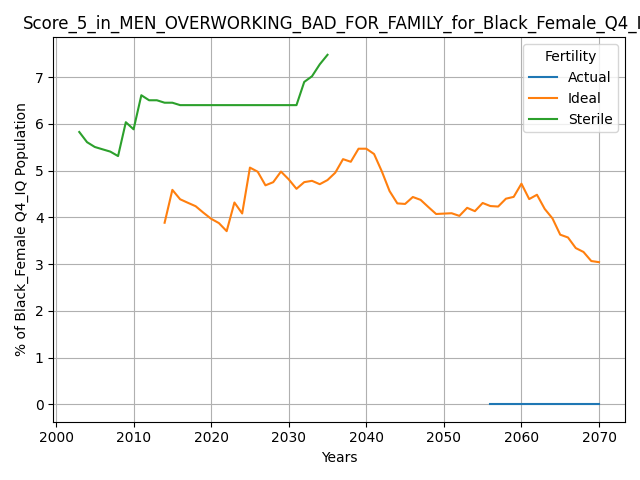 Score_5_in_MEN_OVERWORKING_BAD_FOR_FAMILY_for_Black_Female_Q4_I
Fertility
Actual
Ideal
Sterile
% of Black_Female Q4_IQ Population
7
6
5
4
3
2
1
0
2000 2010 2020 2030 2040 2050 2060 2070
Years